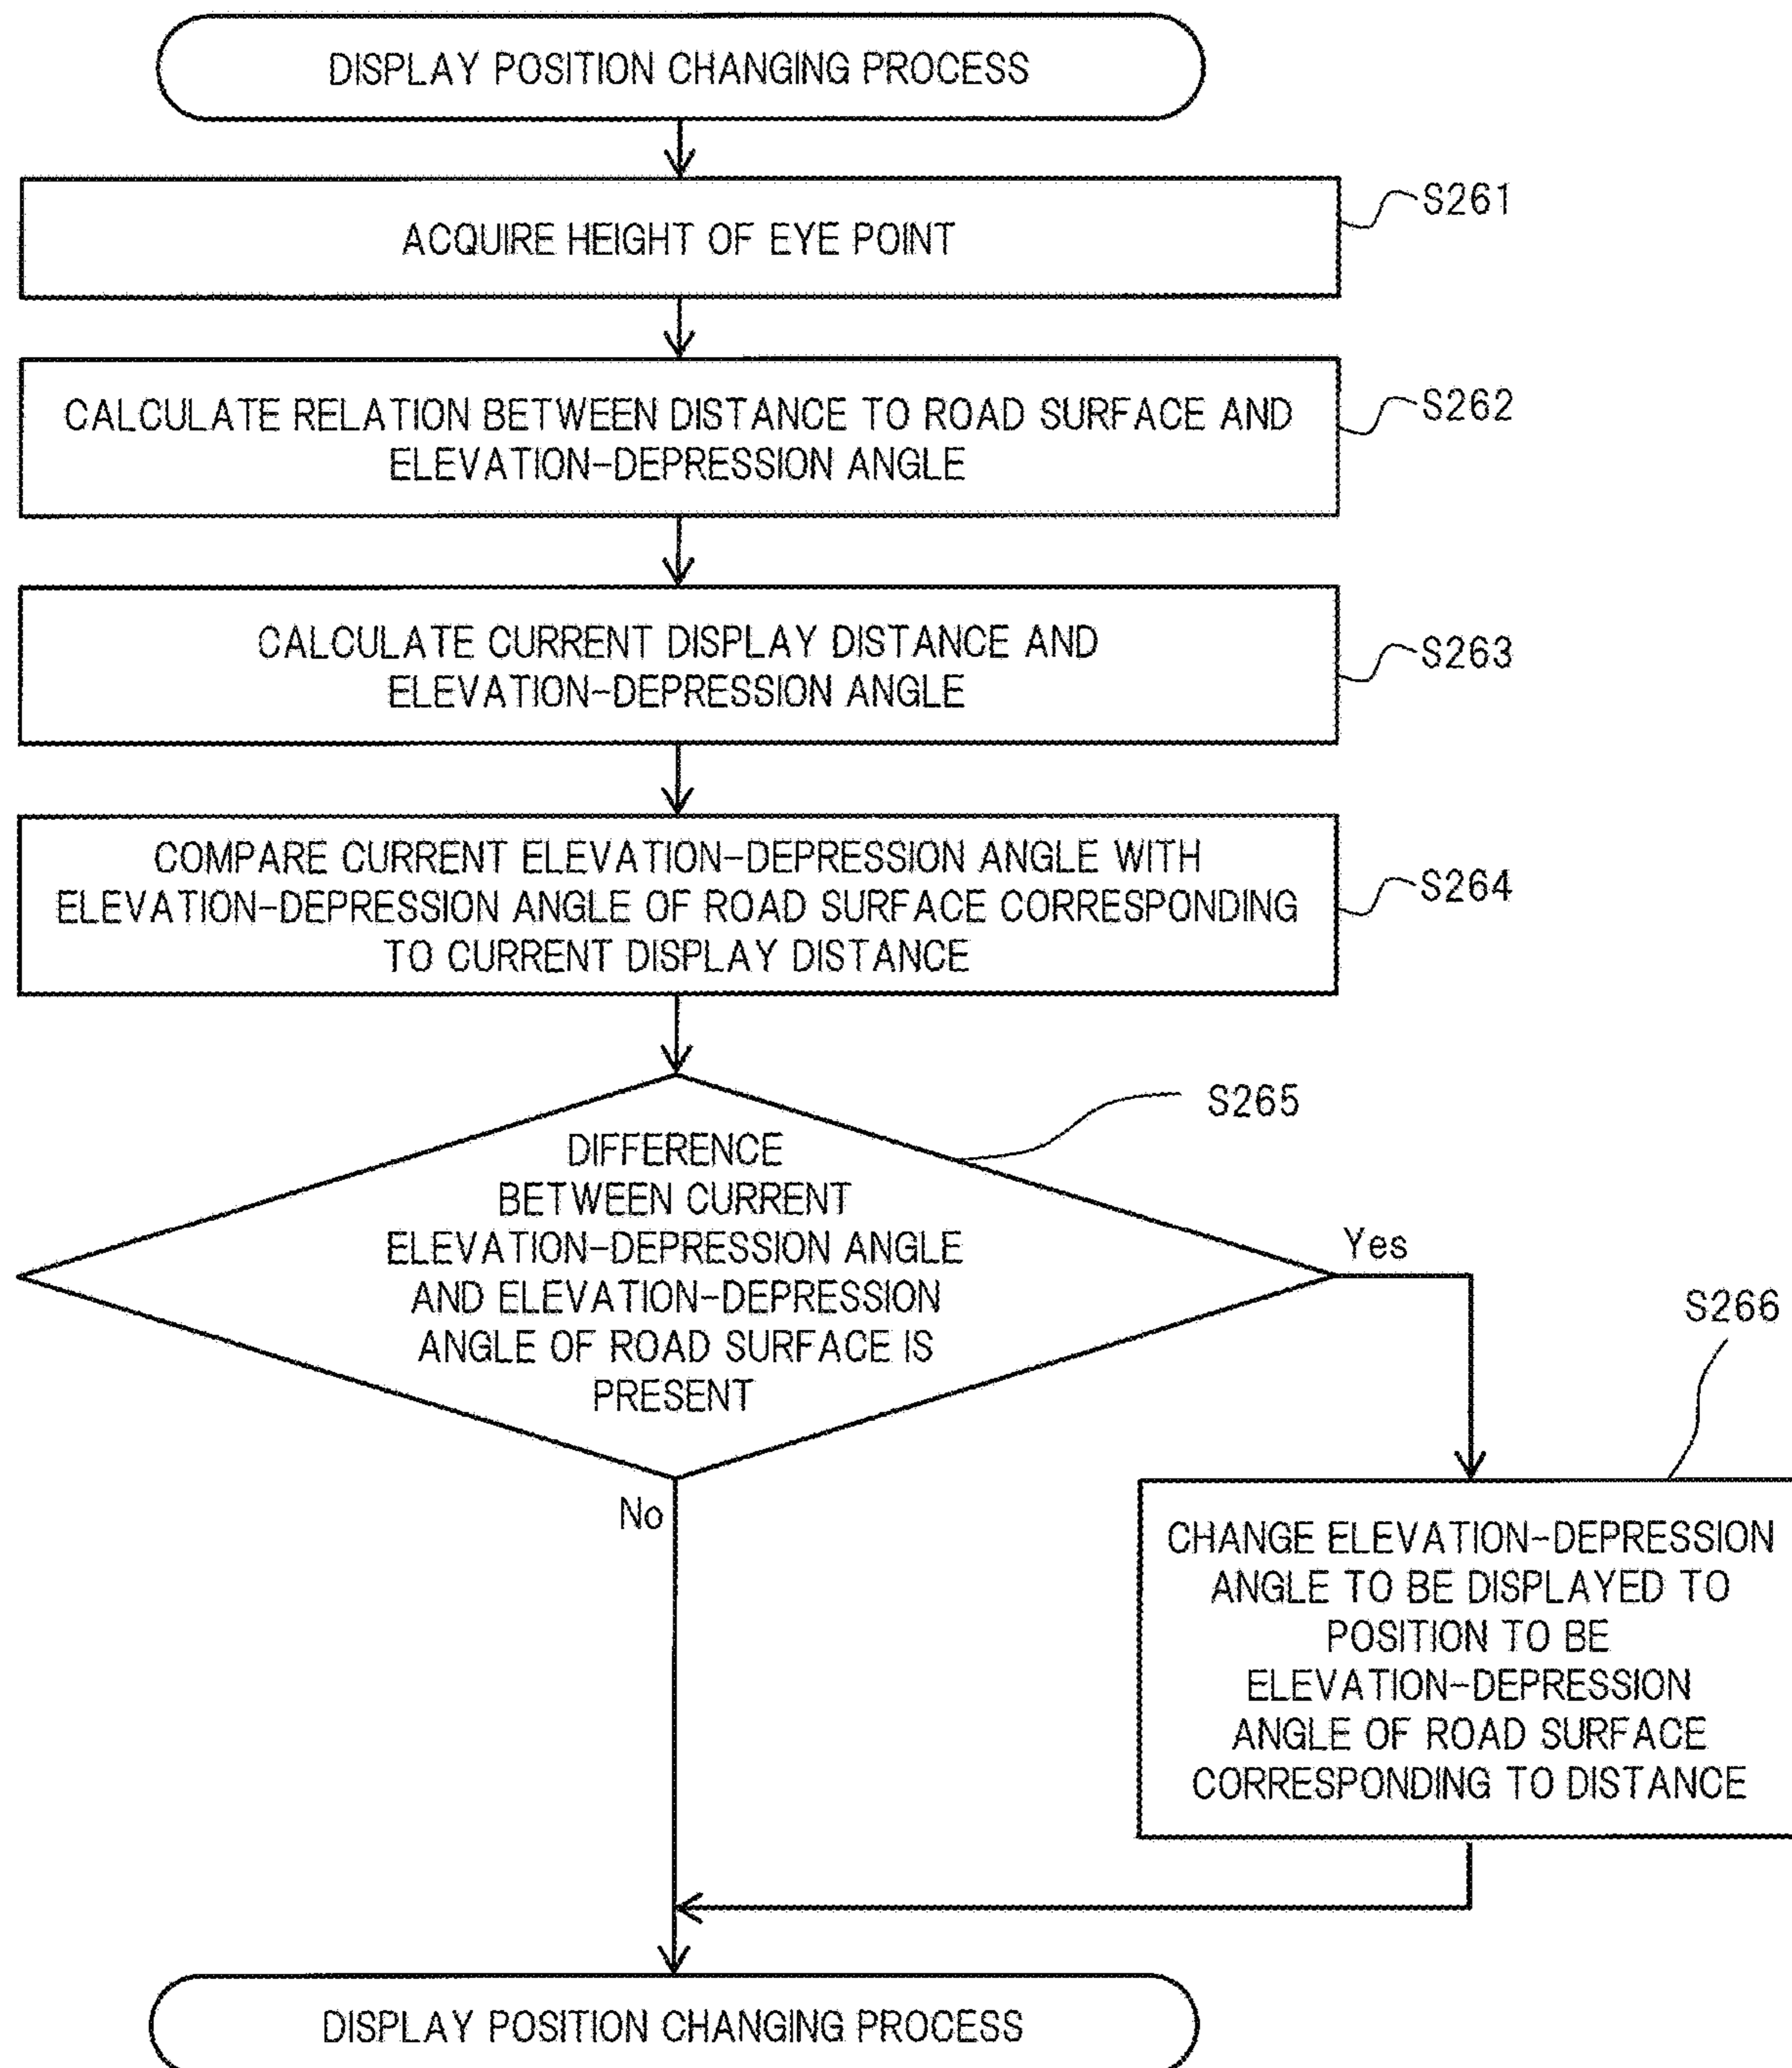 DISPLAY POSITION CHANGING PROCESS
ACQUIRE HEIGHT OF EYE POINT
S261
CALCULATE RELATION BETWEEN DISTANCE TO ROAD SURFACE AND
ELEVATION-DEPRESSION ANGLE
S262
CALCULATE CURRENT DISPLAY DISTANCE AND
ELEVATION-DEPRESSION ANGLE
S263
COMPARE CURRENT ELEVATION-DEPRESSION ANGLE WITH
ELEVATION-DEPRESSION ANGLE OF ROAD SURFACE CORRESPONDING
TO CURRENT DISPLAY DISTANCE
S264
DIFFERENCE
BETWEEN CURRENT
ELEVATION-DEPRESSION ANGLE
AND ELEVATION-DEPRESSION
ANGLE OF ROAD SURFACE IS
PRESENT
S265
Yes
No
S266
CHANGE ELEVATION-DEPRESSION
ANGLE TO BE DISPLAYED TO
POSITION TO BE
ELEVATION-DEPRESSION
ANGLE OF ROAD SURFACE
CORRESPONDING TO DISTANCE
DISPLAY POSITION CHANGING PROCESS